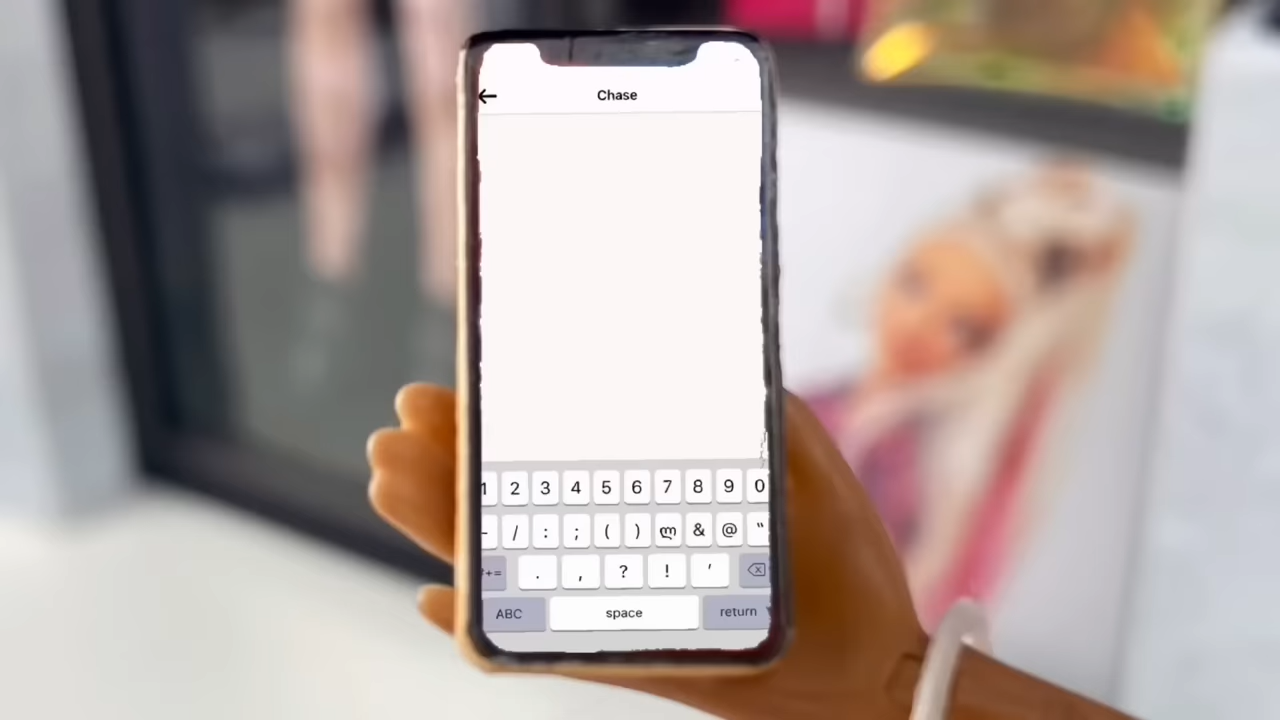 Chase
1 2 3 4 5 6 7 8 9 0
- / : ; ( ) ლ & @ "
#+= . , ? ! '
ABC space return